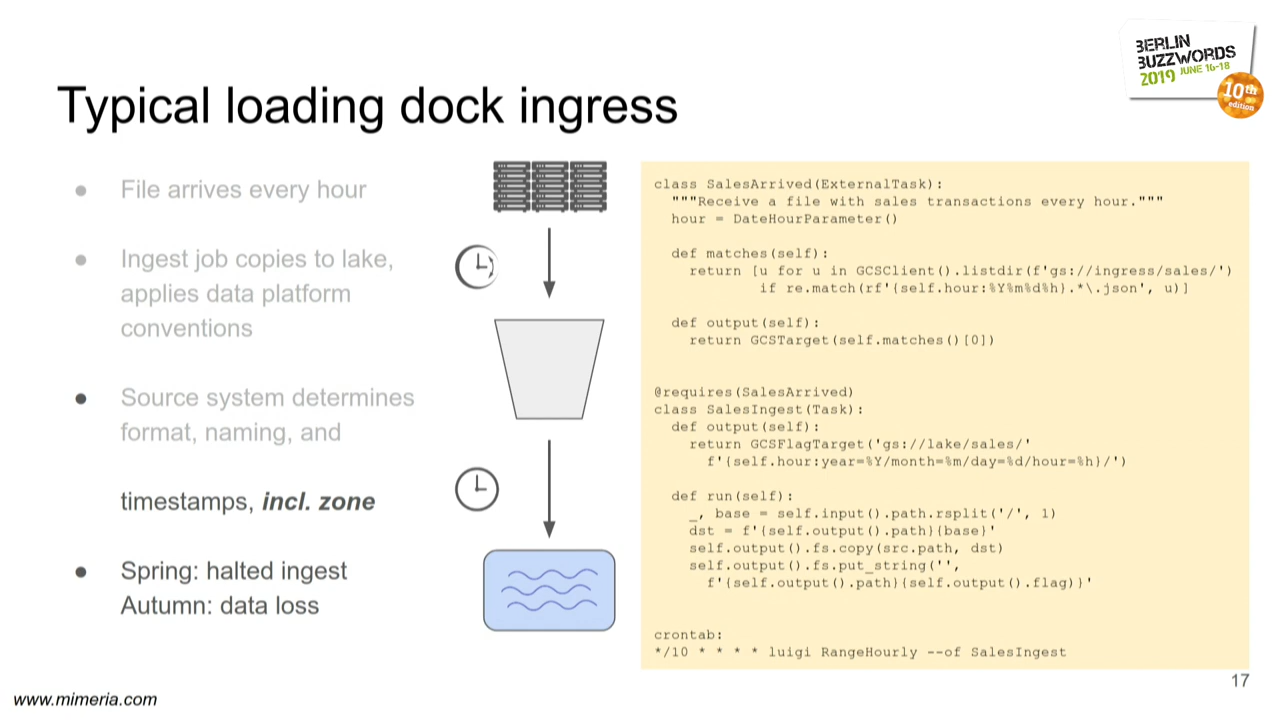 BERLIN
BUZZWORDS
2019 JUNE 16-18
10th
edition
Typical loading dock ingress
● File arrives every hour
● Ingest job copies to lake,
applies data platform
conventions
● Source system determines
format, naming, and
timestamps, incl. zone
● Spring: halted ingest
Autumn: data loss
class SalesArrived(ExternalTask):
"""Receive a file with sales transactions every hour."""
hour = DateHourParameter()
def matches(self):
return [u for u in GCSClient().listdir(f'gs://ingress/sales/')
if re.match(rf'{self.hour:%Y%m%d%h}.*\.json', u)]
def output(self):
return GCSTarget(self.matches()[0])
@requires(SalesArrived)
class SalesIngest(Task):
def output(self):
return GCSFlagTarget('gs://lake/sales/'
f'{self.hour:year=%Y/month=%m/day=%d/hour=%h}/')
def run(self):
_, base = self.input().path.rsplit('/', 1)
dst = f'{self.output().path}{base}'
self.output().fs.copy(src.path, dst)
self.output().fs.put_string('',
f'{self.output().path}{self.output().flag)}'
crontab:
*/10 * * * * luigi RangeHourly --of SalesIngest
17
www.mimeria.com